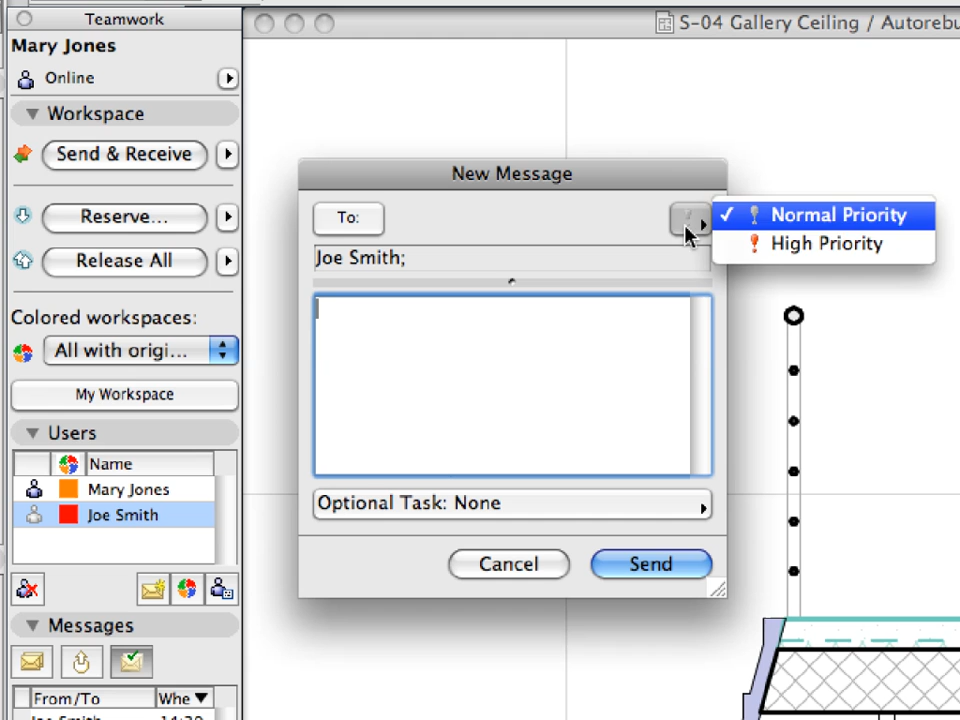 Teamwork
Mary Jones
Online
Workspace
Send & Receive
Reserve...
Release All
Colored workspaces:
All with origi...
My Workspace
Users
Name
Mary Jones
Joe Smith
Messages
From/To
Whe
S-04 Gallery Ceiling / Autorebu
New Message
To:
Normal Priority
High Priority
Joe Smith;
Optional Task: None
Cancel
Send